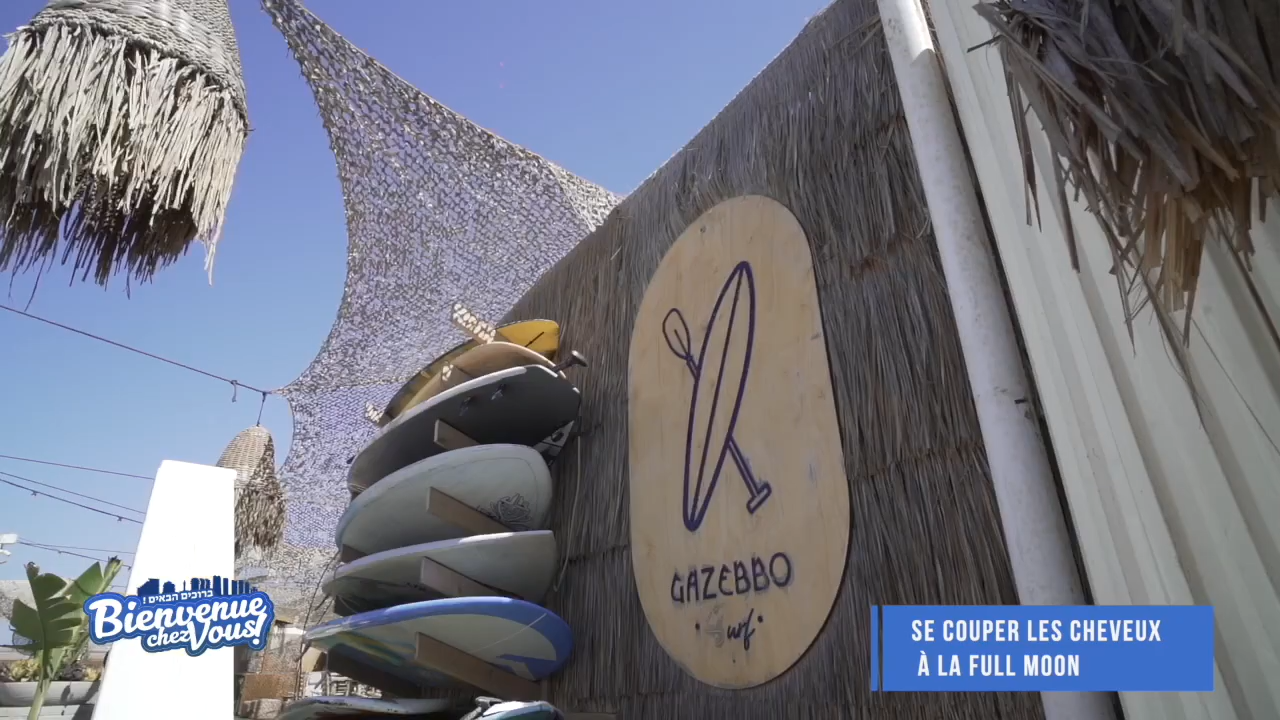 GAZEBBO
Surf
ברוכים הבאים !
Bienvenue
chez Vous!
SE COUPER LES CHEVEUX
À LA FULL MOON